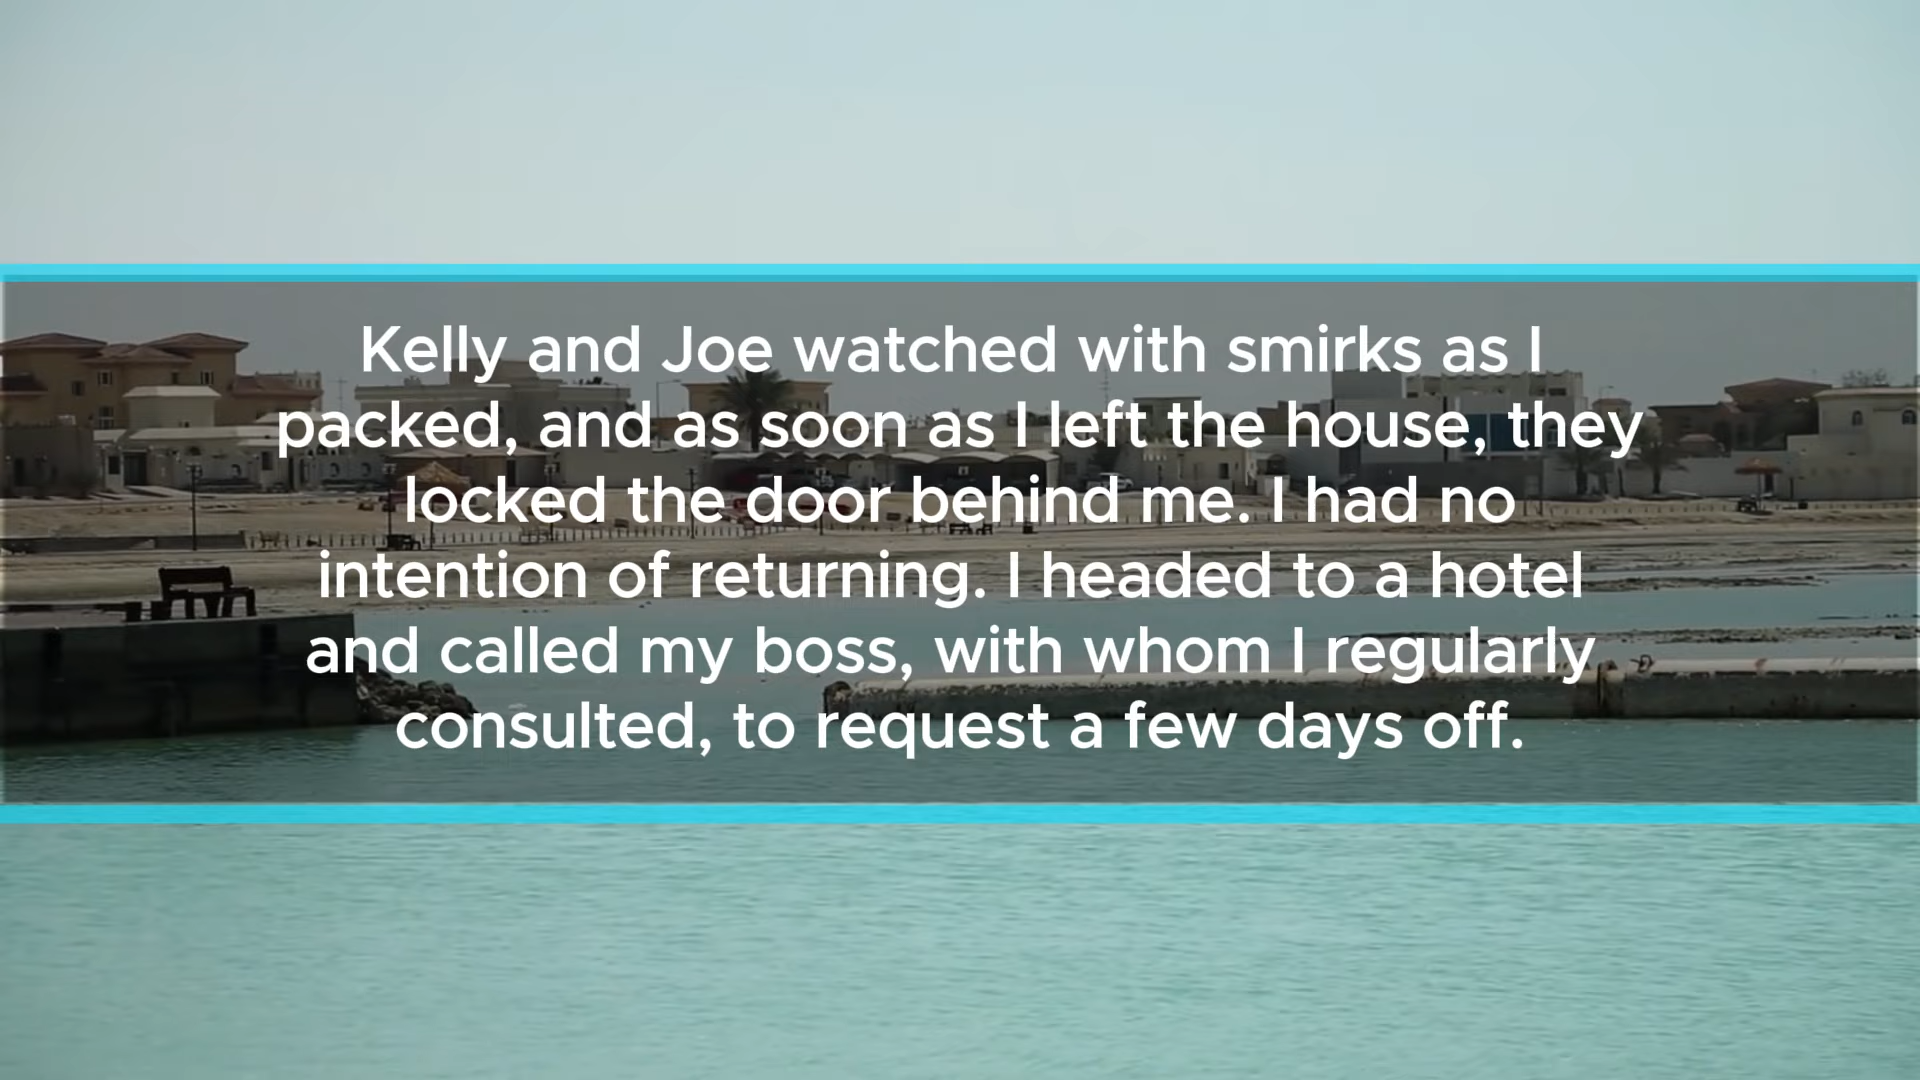 Kelly and Joe watched with smirks as I
packed, and as soon as I left the house, they
locked the door behind me. I had no
intention of returning. I headed to a hotel
and called my boss, with whom I regularly
consulted, to request a few days off.